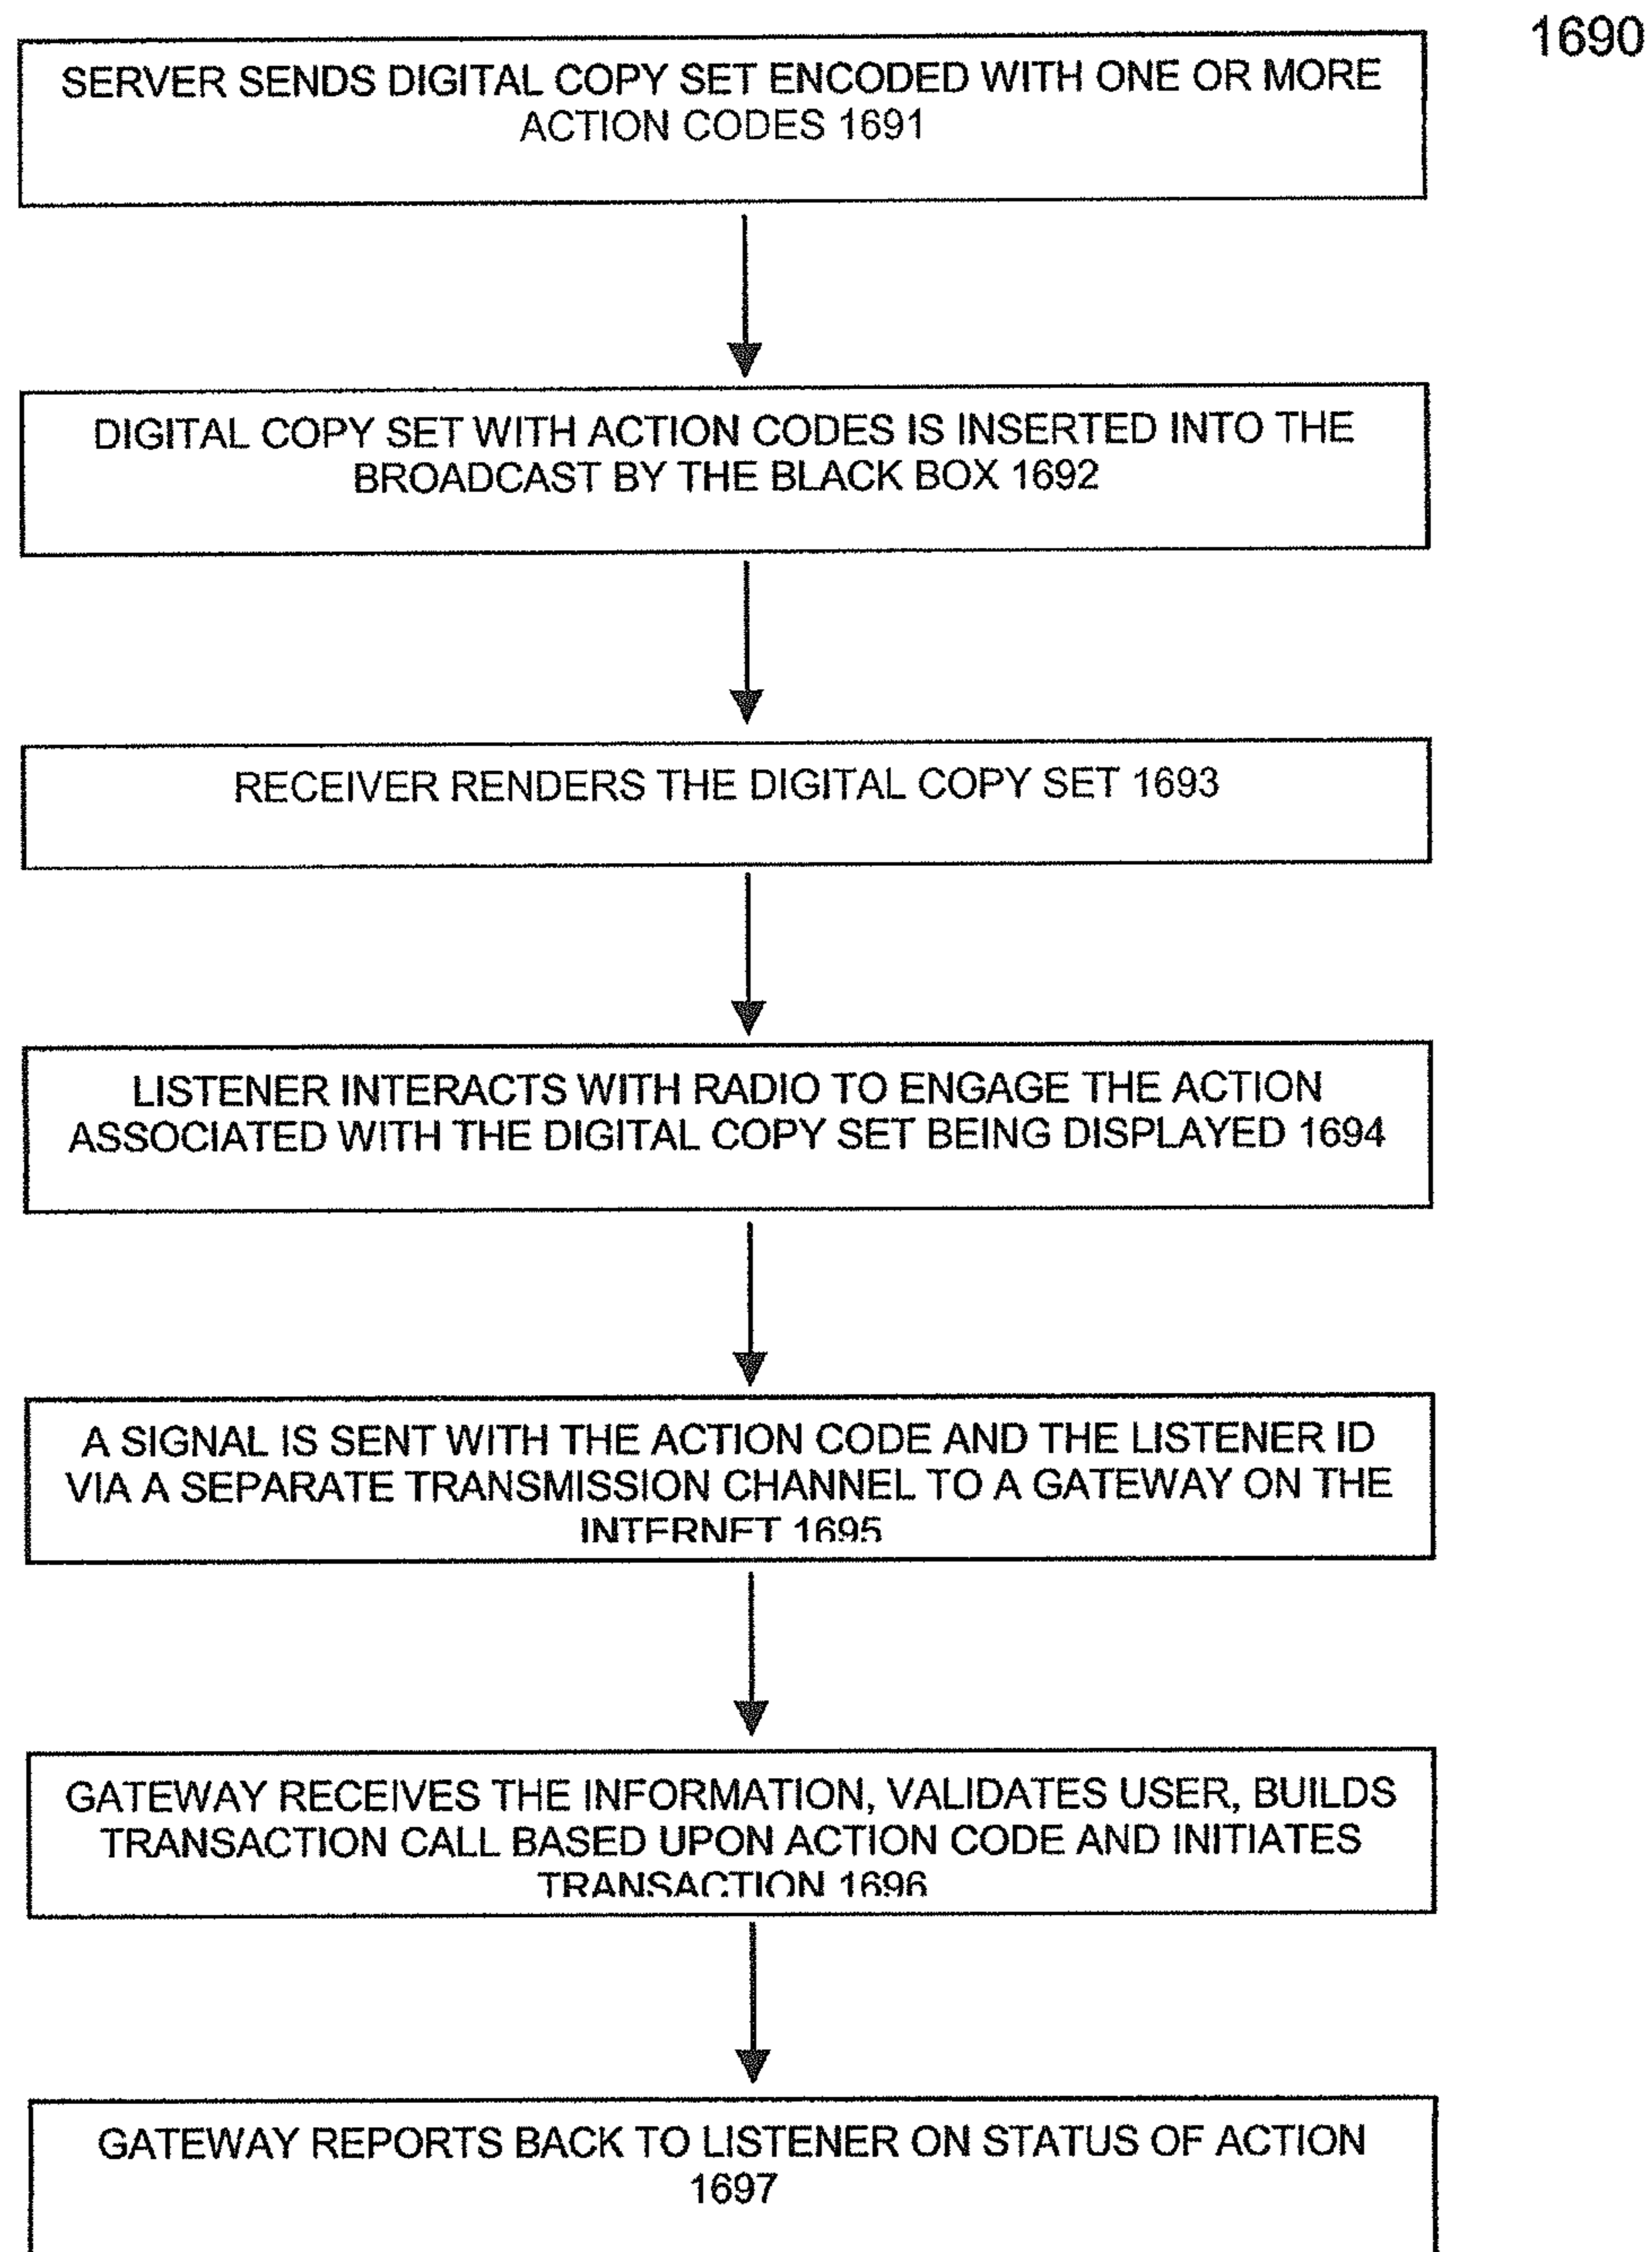 1690
SERVER SENDS DIGITAL COPY SET ENCODED WITH ONE OR MORE
ACTION CODES 1691
DIGITAL COPY SET WITH ACTION CODES IS INSERTED INTO THE
BROADCAST BY THE BLACK BOX 1692
RECEIVER RENDERS THE DIGITAL COPY SET 1693
LISTENER INTERACTS WITH RADIO TO ENGAGE THE ACTION
ASSOCIATED WITH THE DIGITAL COPY SET BEING DISPLAYED 1694
A SIGNAL IS SENT WITH THE ACTION CODE AND THE LISTENER ID
VIA A SEPARATE TRANSMISSION CHANNEL TO A GATEWAY ON THE
INTERNET 1695
GATEWAY RECEIVES THE INFORMATION, VALIDATES USER, BUILDS
TRANSACTION CALL BASED UPON ACTION CODE AND INITIATES
TRANSACTION 1696
GATEWAY REPORTS BACK TO LISTENER ON STATUS OF ACTION
1697